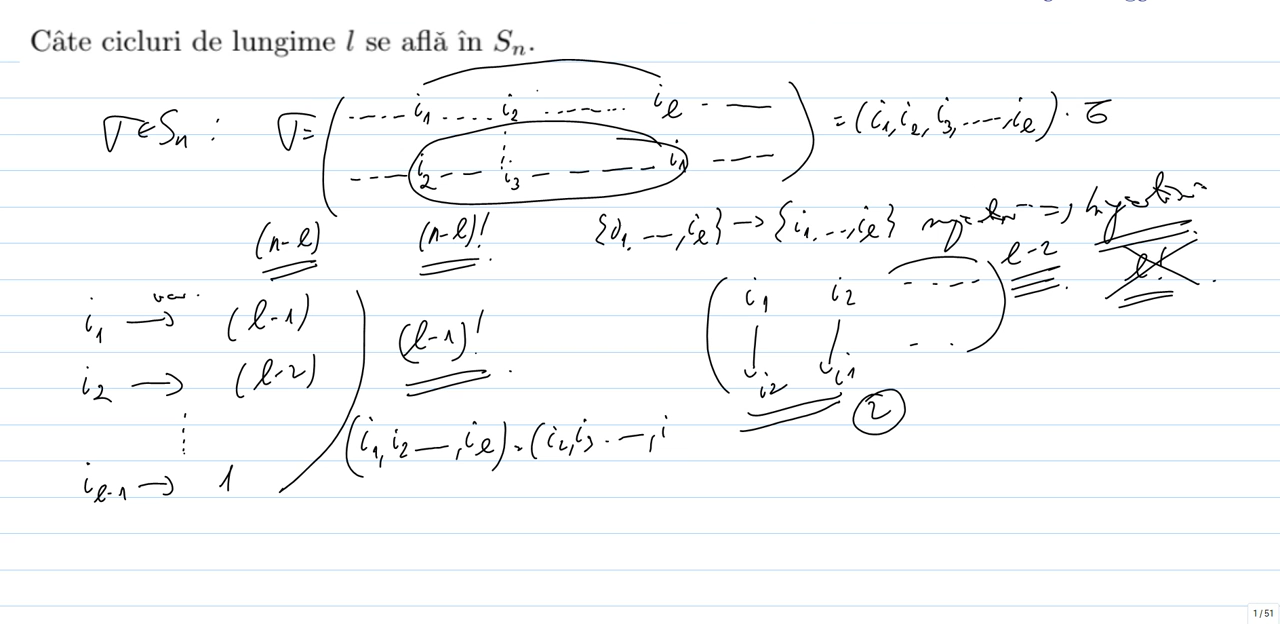 Câte cicluri de lungime l se află în Sₙ.
σ ∈ Sₙ : σ = ( ---- i₁ .... i₂ ........ iₗ . — ) = (i₁, i₂, i₃, ----, iₗ) · σ
--- i₂ -- i₃ - - - - i₁ ---
(n-l) (n-l)! {i₁, --, iₗ} → {i₁, .., iₗ} ⇒
l-2 l!
i₁ → var. (l-1) (l-1)! ( i₁ i₂ ---- )
i₂ → (l-2) i₂ i₁ - .
⋮ 2
(i₁, i₂ —, iₗ) = (i₂, i₃ . —, i
iₗ₋₁ → 1
1 / 51